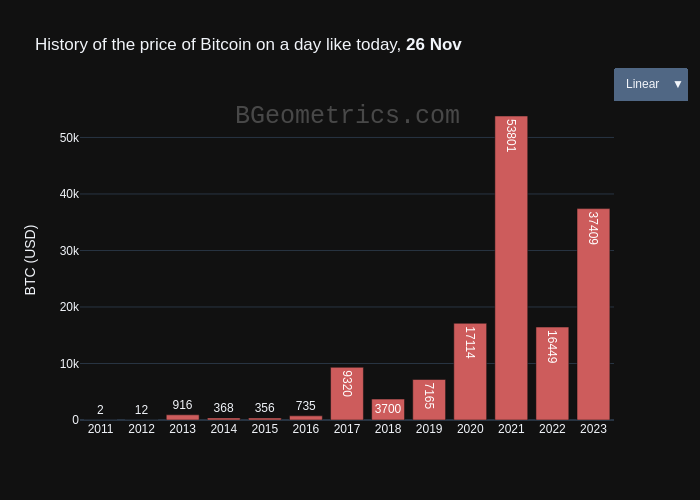 History of the price of Bitcoin on a day like today, 26 Nov
Linear ▼
BGeometrics.com
BTC (USD)
50k
40k
30k
20k
10k
0
2
12
916
368
356
735
9320
3700
7165
17114
53801
16449
37409
2011 2012 2013 2014 2015 2016 2017 2018 2019 2020 2021 2022 2023